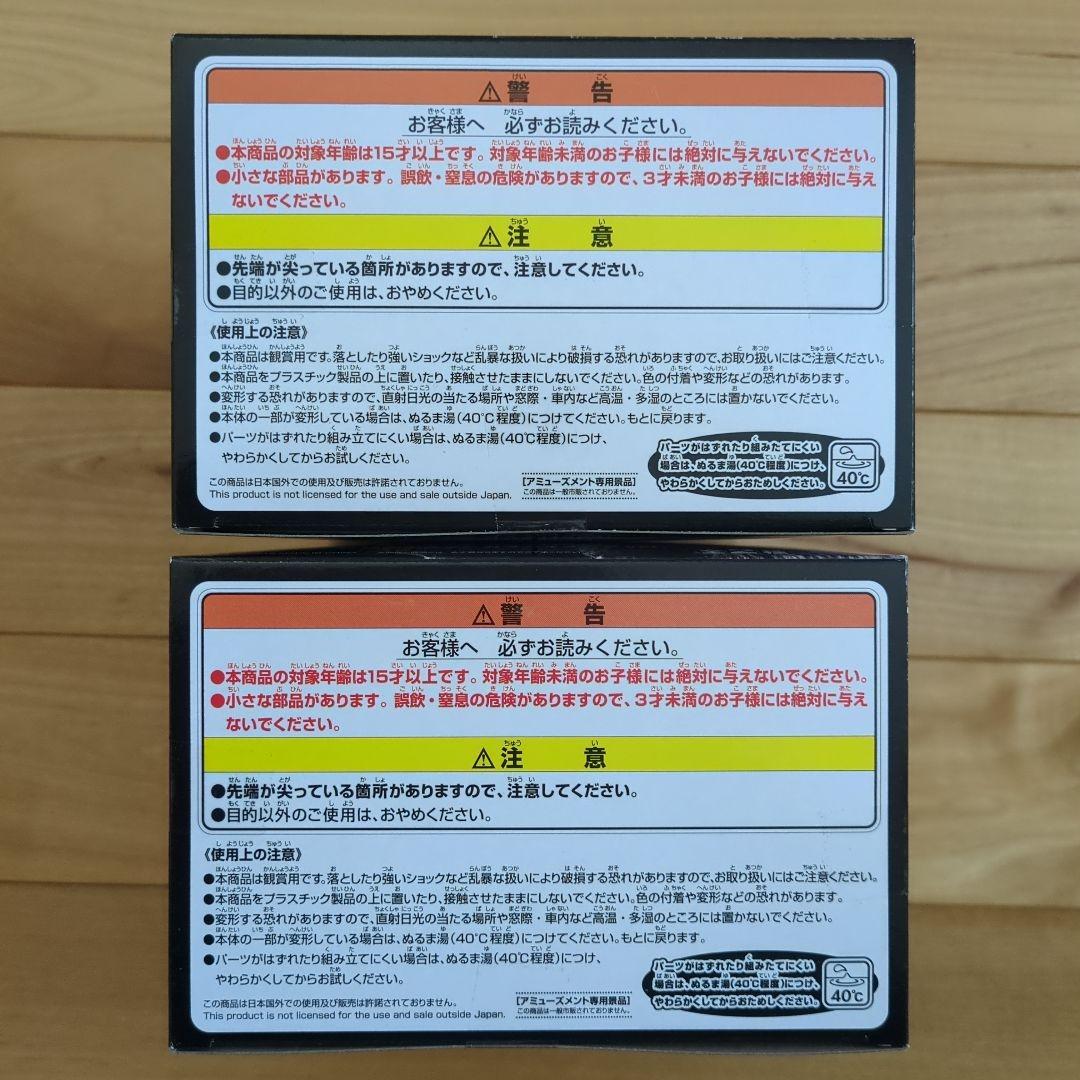 ⚠警告
お客様へ 必ずお読みください。
●本商品の対象年齢は15才以上です。対象年齢未満のお子様には絶対に与えないでください。
●小さな部品があります。誤飲・窒息の危険がありますので、3才未満のお子様には絶対に与え
ないでください。
⚠注意
●先端が尖っている箇所がありますので、注意してください。
●目的以外のご使用は、おやめください。
《使用上の注意》
●本商品は観賞用です。落としたり強いショックなど乱暴な扱いにより破損する恐れがありますので、お取り扱いにはご注意ください。
●本商品をプラスチック製品の上に置いたり、接触させたままにしないでください。色の付着や変形などの恐れがあります。
●変形する恐れがありますので、直射日光の当たる場所や窓際・車内など高温・多湿のところには置かないでください。
●本体の一部が変形している場合は、ぬるま湯(40℃程度)につけてください。もとに戻ります。
●パーツがはずれたり組み立てにくい場合は、ぬるま湯(40℃程度)につけ、
やわらかくしてからお試しください。
パーツがはずれたり組みたてにくい
場合は、ぬるま湯(40℃程度)につけ、
やわらかくしてからおためしください。
40℃
この商品は日本国外での使用及び販売は許諾されておりません。
This product is not licensed for the use and sale outside Japan.
[アミューズメント専用景品]
この商品は一般市販されておりません。
⚠警告
お客様へ 必ずお読みください。
●本商品の対象年齢は15才以上です。対象年齢未満のお子様には絶対に与えないでください。
●小さな部品があります。誤飲・窒息の危険がありますので、3才未満のお子様には絶対に与え
ないでください。
⚠注意
●先端が尖っている箇所がありますので、注意してください。
●目的以外のご使用は、おやめください。
《使用上の注意》
●本商品は観賞用です。落としたり強いショックなど乱暴な扱いにより破損する恐れがありますので、お取り扱いにはご注意ください。
●本商品をプラスチック製品の上に置いたり、接触させたままにしないでください。色の付着や変形などの恐れがあります。
●変形する恐れがありますので、直射日光の当たる場所や窓際・車内など高温・多湿のところには置かないでください。
●本体の一部が変形している場合は、ぬるま湯(40℃程度)につけてください。もとに戻ります。
●パーツがはずれたり組み立てにくい場合は、ぬるま湯(40℃程度)につけ、
やわらかくしてからお試しください。
パーツがはずれたり組みたてにくい
場合は、ぬるま湯(40℃程度)につけ、
やわらかくしてからおためしください。
40℃
この商品は日本国外での使用及び販売は許諾されておりません。
This product is not licensed for the use and sale outside Japan.
[アミューズメント専用景品]
この商品は一般市販されておりません。